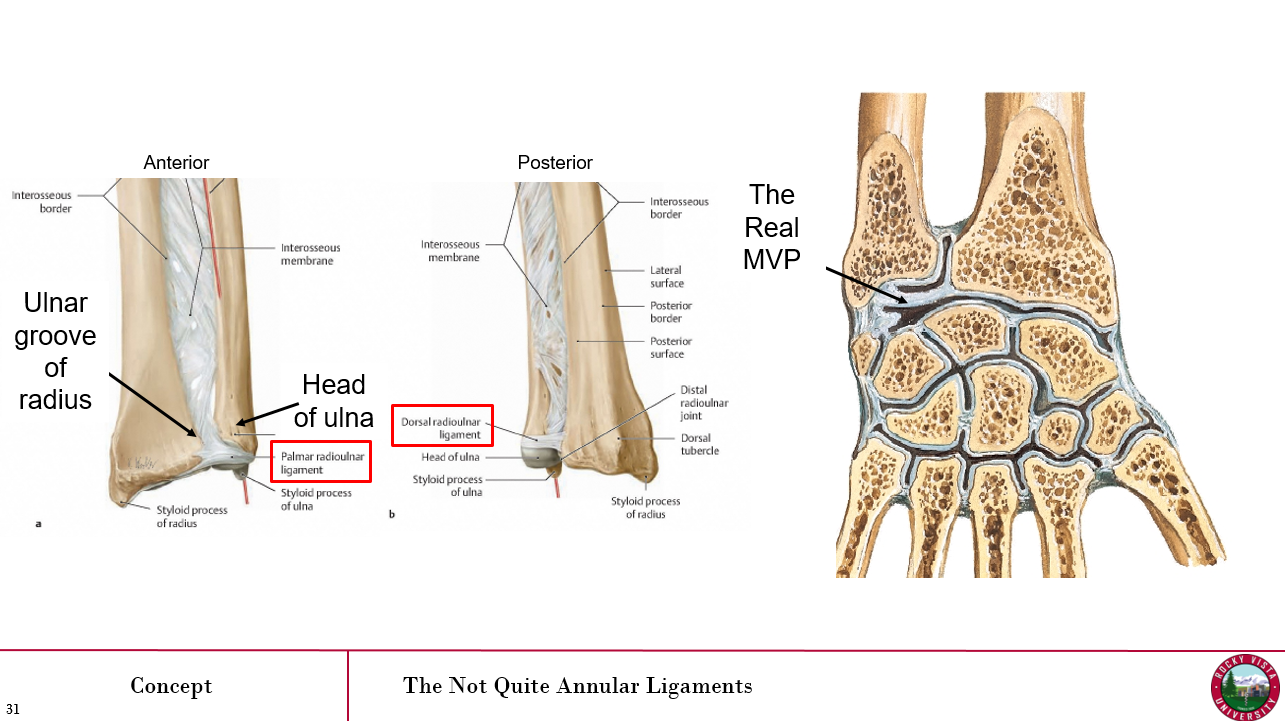 Anterior
Interosseous
border
Interosseous
membrane
Ulnar
groove
of
radius
Head
of ulna
Palmar radioulnar
ligament
Styloid process
of ulna
Styloid process
of radius
a
Posterior
Interosseous
border
Interosseous
membrane
Lateral
surface
Posterior
border
Posterior
surface
Distal
radioulnar
joint
Dorsal radioulnar
ligament
Dorsal
tubercle
Head of ulna
Styloid process
of ulna
Styloid process
of radius
b
The
Real
MVP
Concept
The Not Quite Annular Ligaments
31
ROCKY VISTA
UNIVERSITY